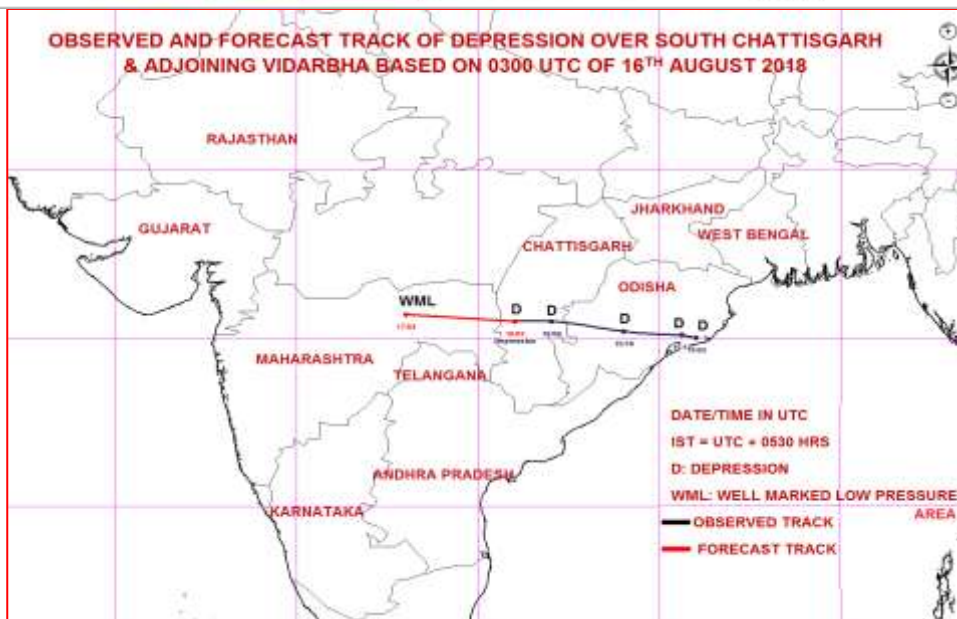 OBSERVED AND FORECAST TRACK OF DEPRESSION OVER SOUTH CHATTISGARH
& ADJOINING VIDARBHA BASED ON 0300 UTC OF 16TH AUGUST 2018
RAJASTHAN
JHARKHAND
GUJARAT
WEST BENGAL
CHATTISGARH
ODISHA
WML
D
D
D
D
D
MAHARASHTRA
TELANGANA
DATE/TIME IN UTC
IST = UTC + 0530 HRS
D: DEPRESSION
ANDHRA PRADESH
WML: WELL MARKED LOW PRESSURE
AREA
KARNATAKA
OBSERVED TRACK
FORECAST TRACK